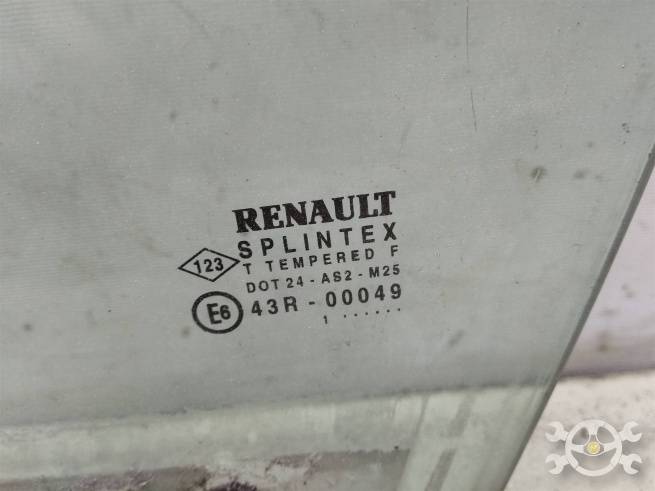 RENAULT
SPLINTEX
123
T TEMPERED F
DOT 24 - AS2 - M25
E6 43R - 00049
1 ......